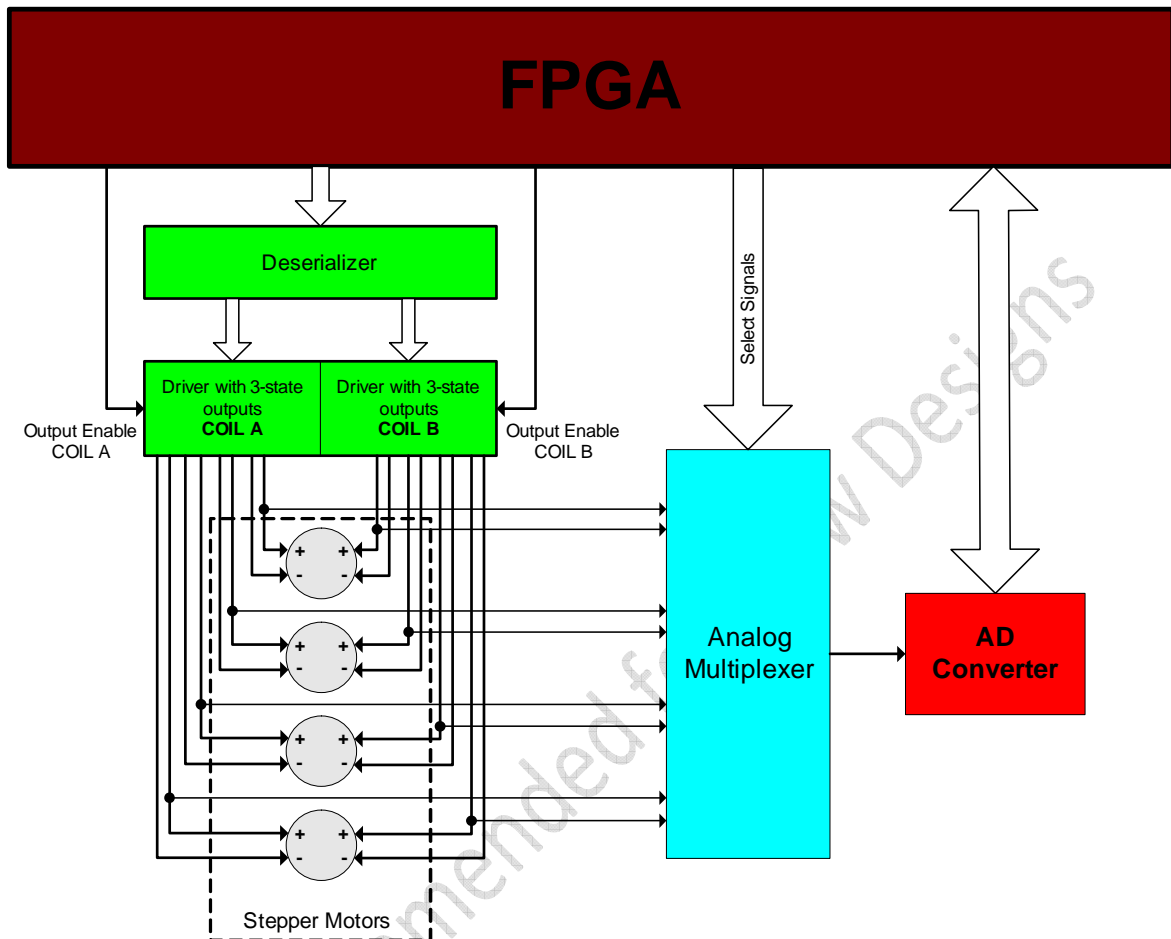 FPGA
Deserializer
Select Signals
Driver with 3-state
outputs
COIL A
Driver with 3-state
outputs
COIL B
Output Enable
COIL A
Output Enable
COIL B
+ +
- -
+ +
- -
+ +
- -
+ +
- -
Analog
Multiplexer
AD
Converter
Stepper Motors
Designs